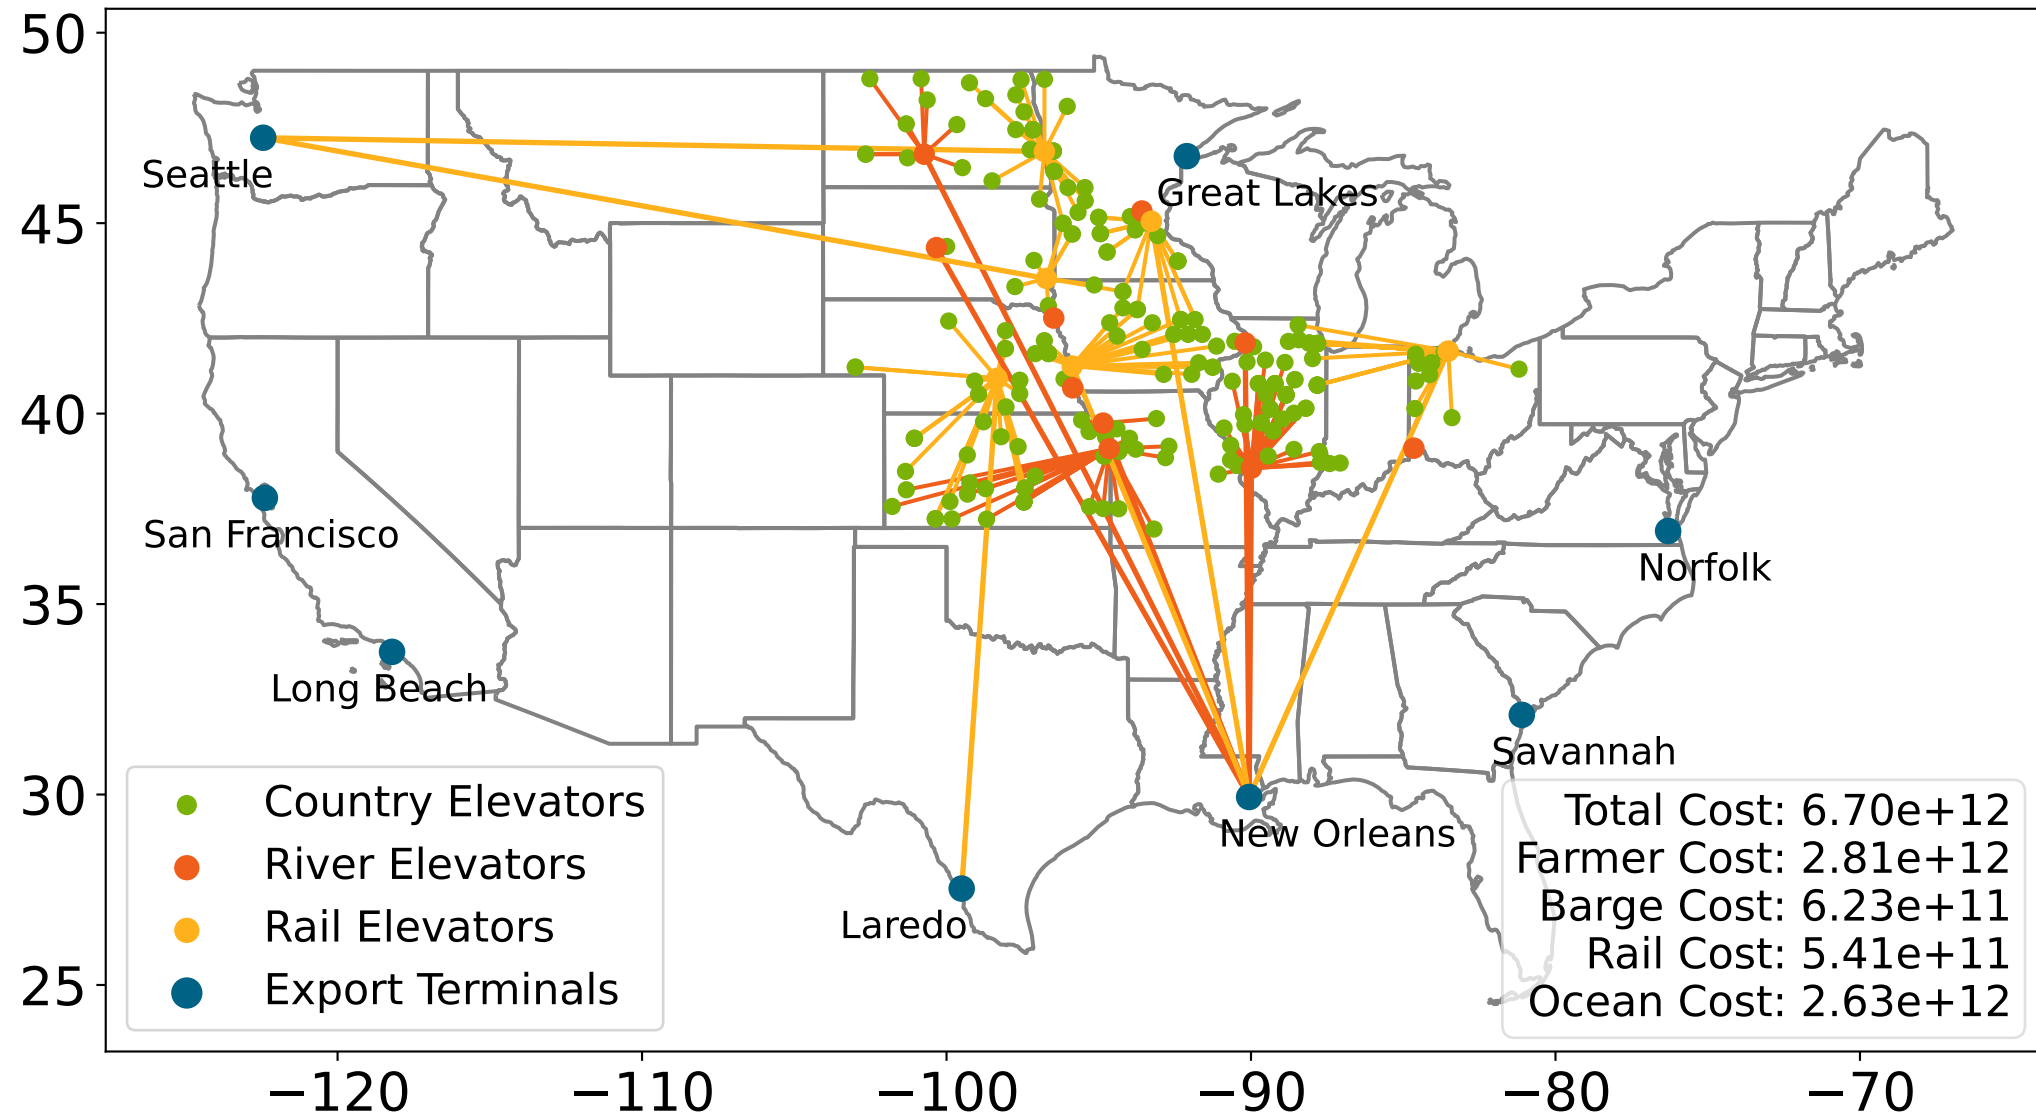 50
45
40
35
30
25
Seattle
Great Lakes
San Francisco
Norfolk
Long Beach
Savannah
New Orleans
Laredo
Country Elevators
River Elevators
Rail Elevators
Export Terminals
Total Cost: 6.70e+12
Farmer Cost: 2.81e+12
Barge Cost: 6.23e+11
Rail Cost: 5.41e+11
Ocean Cost: 2.63e+12
−120 −110 −100 −90 −80 −70